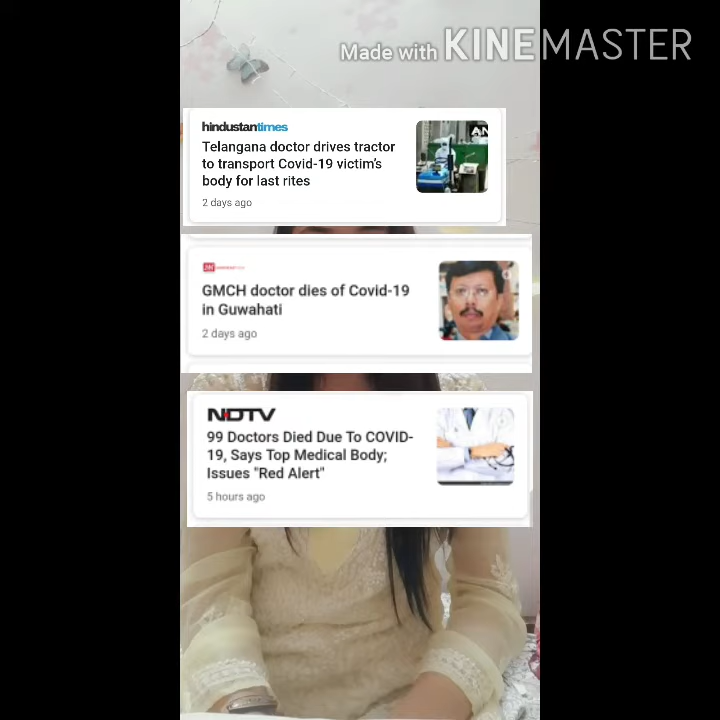 Made with KINEMASTER
hindustantimes
Telangana doctor drives tractor
to transport Covid-19 victim's
body for last rites
2 days ago
GMCH doctor dies of Covid-19
in Guwahati
2 days ago
NDTV
99 Doctors Died Due To COVID-
19, Says Top Medical Body;
Issues "Red Alert"
5 hours ago